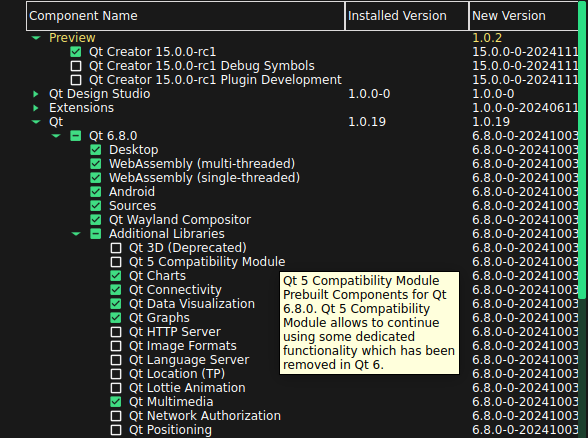 Component Name Installed Version New Version
Preview 1.0.2
Qt Creator 15.0.0-rc1 15.0.0-0-2024111
Qt Creator 15.0.0-rc1 Debug Symbols 15.0.0-0-2024111
Qt Creator 15.0.0-rc1 Plugin Development 15.0.0-0-2024111
Qt Design Studio 1.0.0-0 1.0.0-0
Extensions 1.0.0-0-20240611
Qt 1.0.19 1.0.19
Qt 6.8.0 6.8.0-0-20241003
Desktop 6.8.0-0-20241003
WebAssembly (multi-threaded) 6.8.0-0-20241003
WebAssembly (single-threaded) 6.8.0-0-20241003
Android 6.8.0-0-20241003
Sources 6.8.0-0-20241003
Qt Wayland Compositor 6.8.0-0-20241003
Additional Libraries 6.8.0-0-20241003
Qt 3D (Deprecated) 6.8.0-0-20241003
Qt 5 Compatibility Module 6.8.0-0-20241003
Qt Charts 6.8.0-0-20241003
Qt Connectivity 6.8.0-0-20241003
Qt Data Visualization 6.8.0-0-20241003
Qt Graphs 6.8.0-0-20241003
Qt HTTP Server 6.8.0-0-20241003
Qt Image Formats 6.8.0-0-20241003
Qt Language Server 6.8.0-0-20241003
Qt Location (TP) 6.8.0-0-20241003
Qt Lottie Animation 6.8.0-0-20241003
Qt Multimedia 6.8.0-0-20241003
Qt Network Authorization 6.8.0-0-20241003
Qt Positioning 6.8.0-0-20241003
Qt 5 Compatibility Module
Prebuilt Components for Qt
6.8.0. Qt 5 Compatibility
Module allows to continue
using some dedicated
functionality which has been
removed in Qt 6.